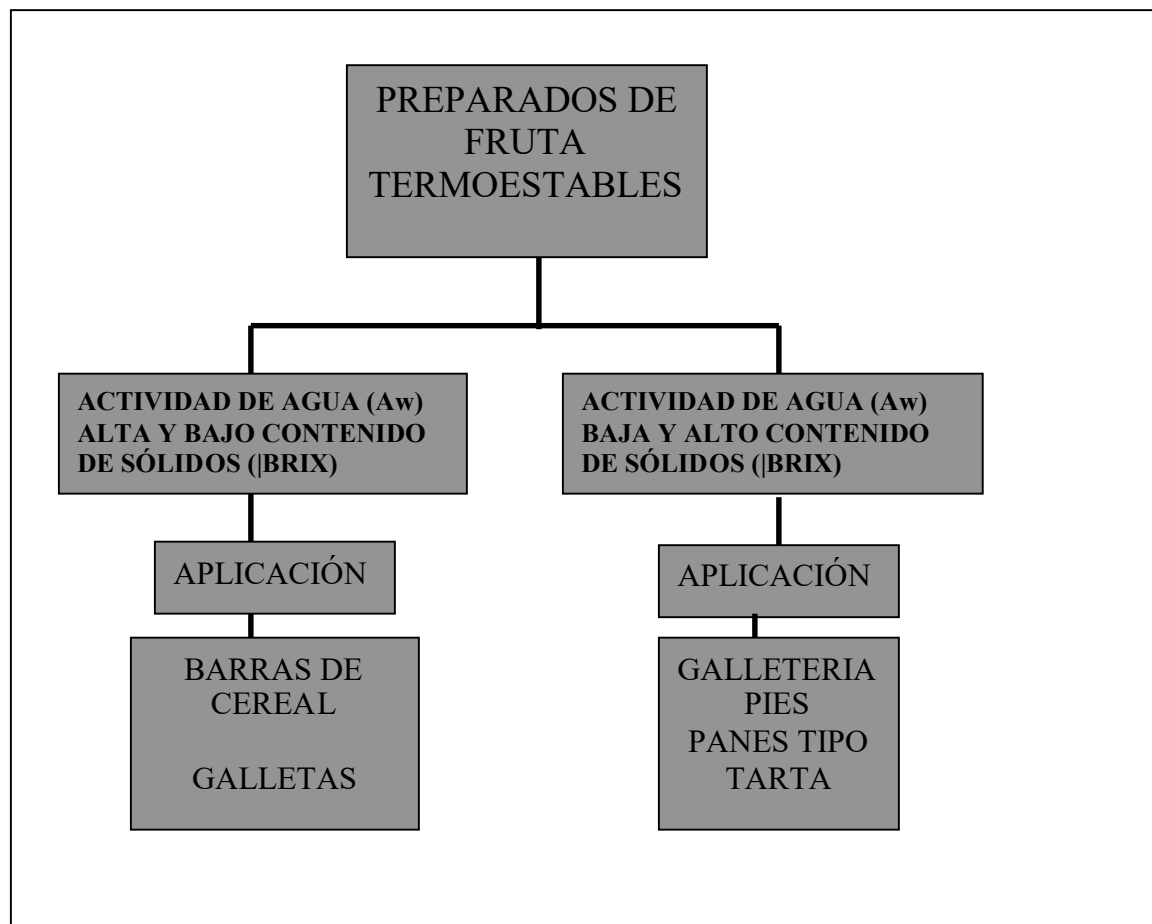 PREPARADOS DE
FRUTA
TERMOESTABLES
ACTIVIDAD DE AGUA (Aw)
ALTA Y BAJO CONTENIDO
DE SÓLIDOS (|BRIX)
ACTIVIDAD DE AGUA (Aw)
BAJA Y ALTO CONTENIDO
DE SÓLIDOS (|BRIX)
APLICACIÓN
APLICACIÓN
BARRAS DE
CEREAL
GALLETAS
GALLETERIA
PIES
PANES TIPO
TARTA